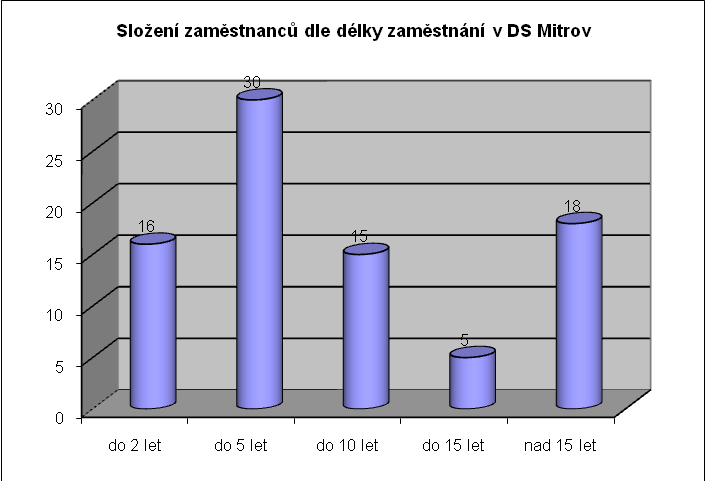 Složení zaměstnanců dle délky zaměstnání v DS Mitrov
30
25
20
15
10
5
0
16
30
15
5
18
do 2 let
do 5 let
do 10 let
do 15 let
nad 15 let